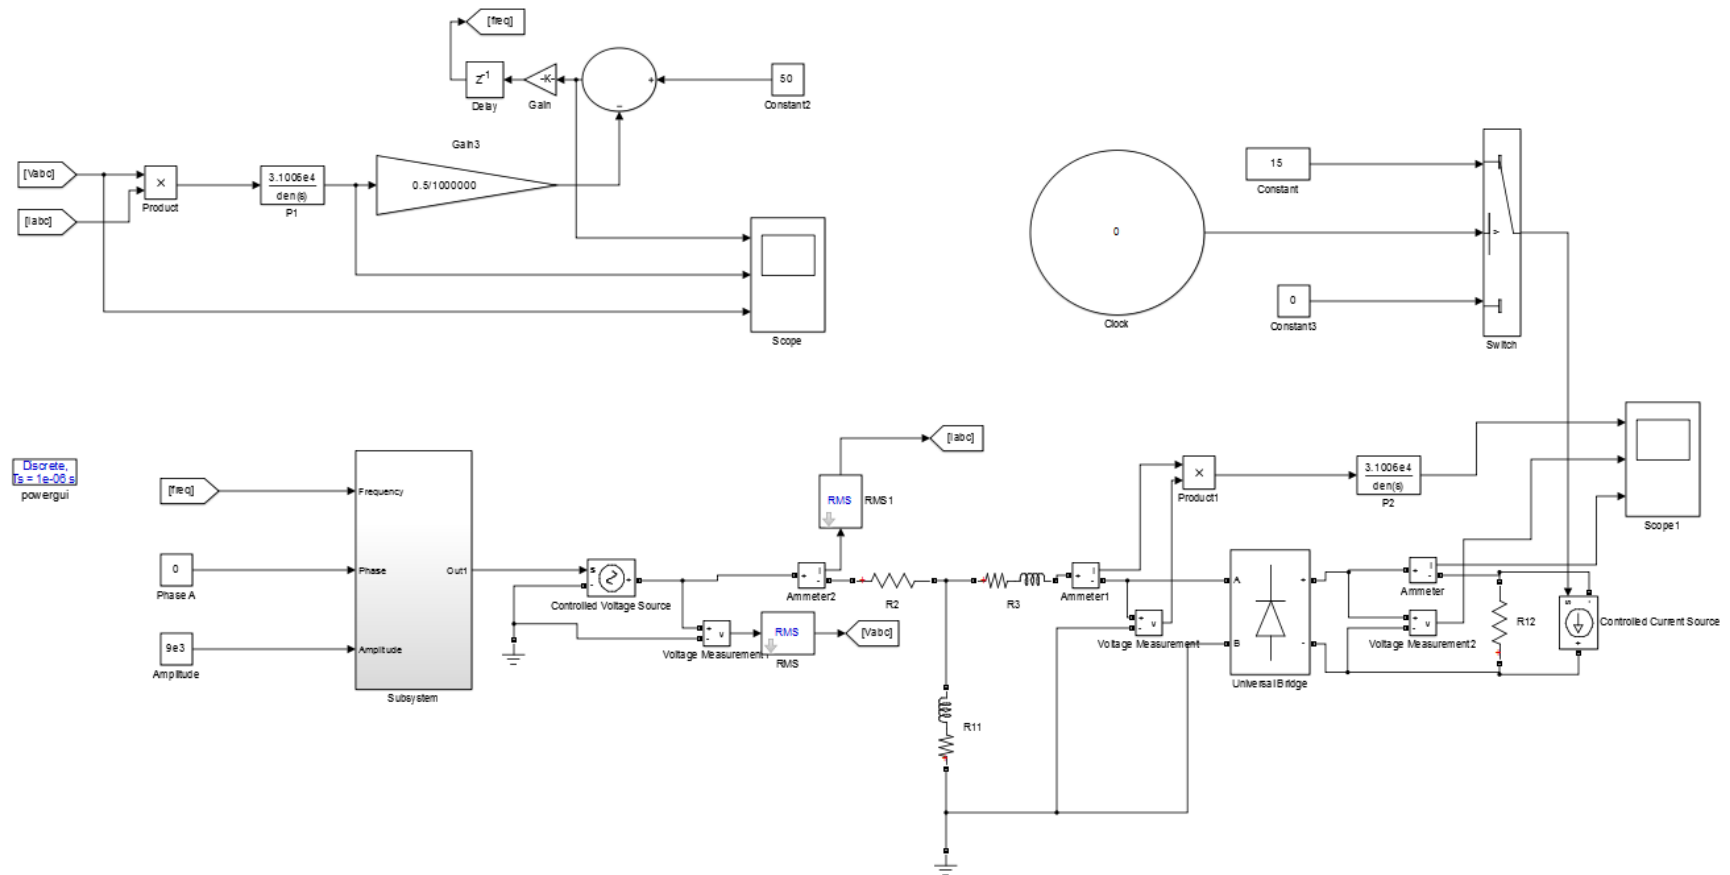 [freq]
Z-1
Delay
-K-
Gain
+
−
50
Constant2
Gain3
[Vabc]
[Iabc]
×
Product
3.1006e4
den(s)
P1
0.5/1000000
Scope
15
Constant
0
Clock
>
0
Constant3
Switch
Discrete,
Ts = 1e-06 s
powergui
[freq]
0
Phase A
9e3
Amplitude
Frequency
Phase
Amplitude
Out1
Subsystem
s
-
+
Controlled Voltage Source
[Iabc]
RMS
RMS1
+
i
-
Ammeter2
R2
+
-
v
Voltage Measurement1
RMS
RMS
[Vabc]
R3
R11
+
i
-
Ammeter1
+
-
v
Voltage Measurement
×
Product1
3.1006e4
den(s)
P2
Scope1
A
B
+
-
Universal Bridge
+
i
-
Ammeter
+
-
v
Voltage Measurement2
R12
s
-
+
Controlled Current Source